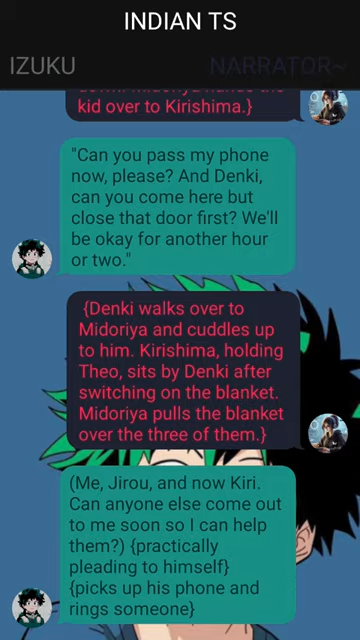 INDIAN TS
IZUKU
NARRATOR~
kid over to Kirishima.}
"Can you pass my phone
now, please? And Denki,
can you come here but
close that door first? We'll
be okay for another hour
or two."
{Denki walks over to
Midoriya and cuddles up
to him. Kirishima, holding
Theo, sits by Denki after
switching on the blanket.
Midoriya pulls the blanket
over the three of them.}
(Me, Jirou, and now Kiri.
Can anyone else come out
to me soon so I can help
them?) {practically
pleading to himself}
{picks up his phone and
rings someone}